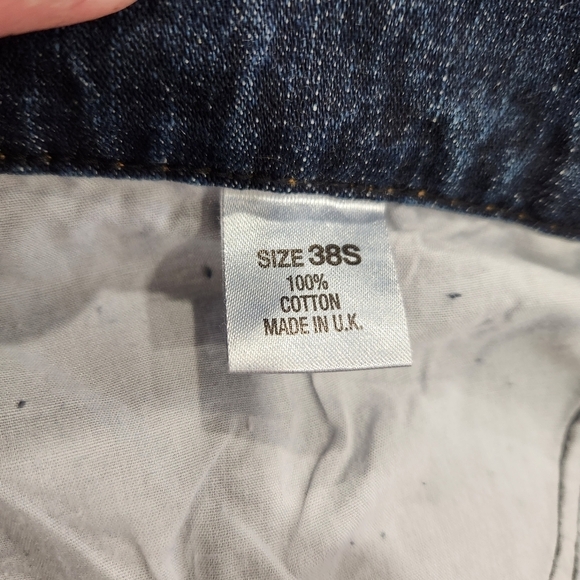 SIZE 38S
100%
COTTON
MADE IN U.K.